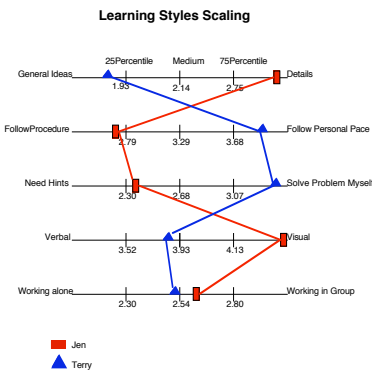 Learning Styles Scaling
25Percentile Medium 75Percentile
General Ideas Details
1.93 2.14 2.75
FollowProcedure Follow Personal Pace
2.79 3.29 3.68
Need Hints Solve Problem Myself
2.30 2.68 3.07
Verbal Visual
3.52 3.93 4.13
Working alone Working in Group
2.30 2.54 2.80
Jen
Terry